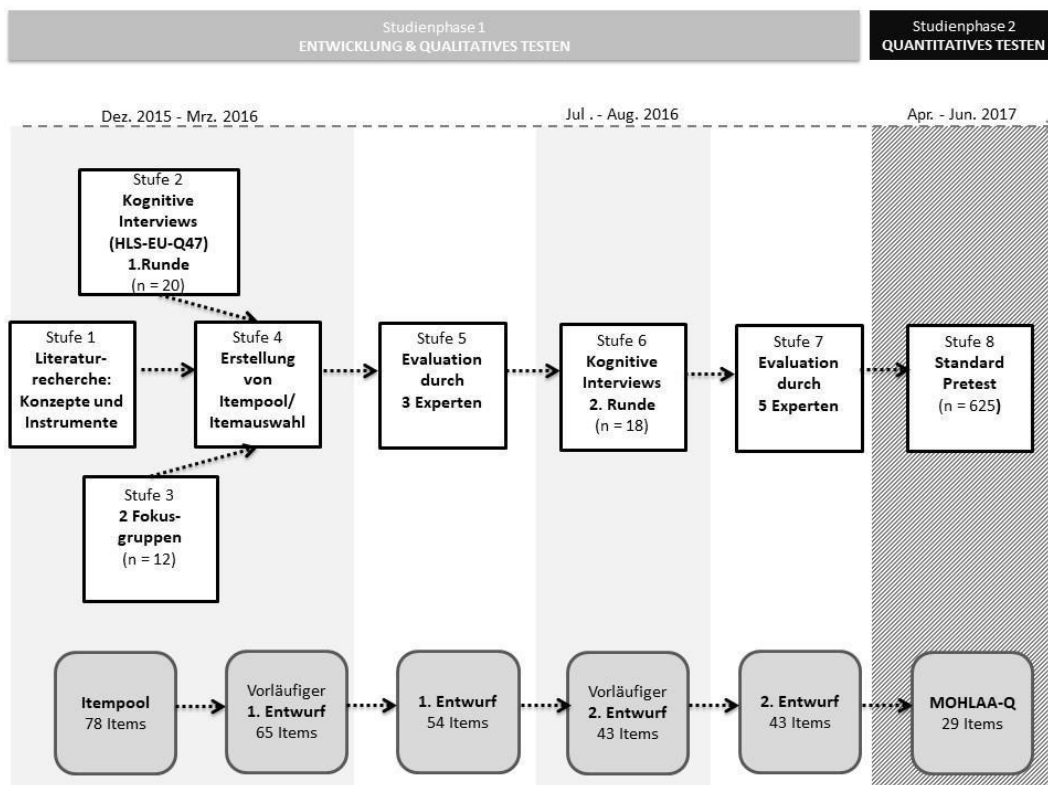 Studienphase 1
ENTWICKLUNG & QUALITATIVES TESTEN
Studienphase 2
QUANTITATIVES TESTEN
Dez. 2015 - Mrz. 2016
Jul . - Aug. 2016
Apr. - Jun. 2017
Stufe 2
Kognitive
Interviews
(HLS-EU-Q47)
1.Runde
(n = 20)
Stufe 1
Literatur-
recherche:
Konzepte und
Instrumente
Stufe 4
Erstellung
von
Itempool/
Itemauswahl
Stufe 5
Evaluation
durch
3 Experten
Stufe 6
Kognitive
Interviews
2. Runde
(n = 18)
Stufe 7
Evaluation
durch
5 Experten
Stufe 8
Standard
Pretest
(n = 625)
Stufe 3
2 Fokus-
gruppen
(n = 12)
Itempool
78 Items
Vorläufiger
1. Entwurf
65 Items
1. Entwurf
54 Items
Vorläufiger
2. Entwurf
43 Items
2. Entwurf
43 Items
MOHLAA-Q
29 Items